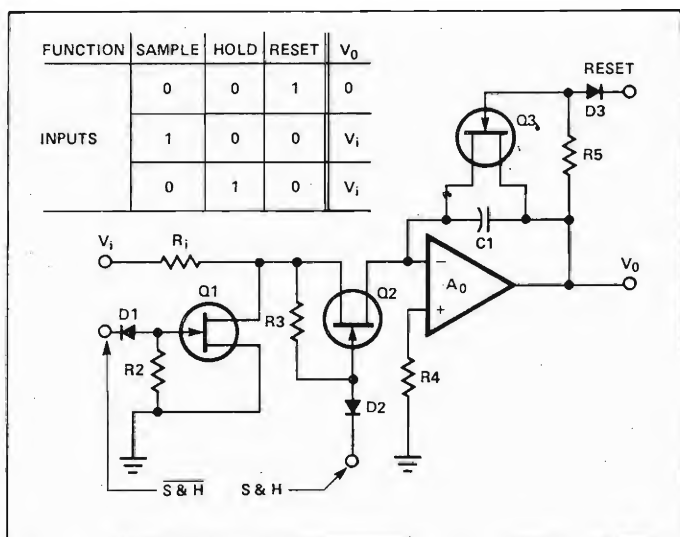 FUNCTION SAMPLE HOLD RESET V0
0 0 1 0
INPUTS 1 0 0 Vi
0 1 0 Vi
RESET
D3
Q3
R5
C1
Vi Ri
Q1 Q2
R3
D1
A0 V0
R2
− +
R4
D2
S & H S & H